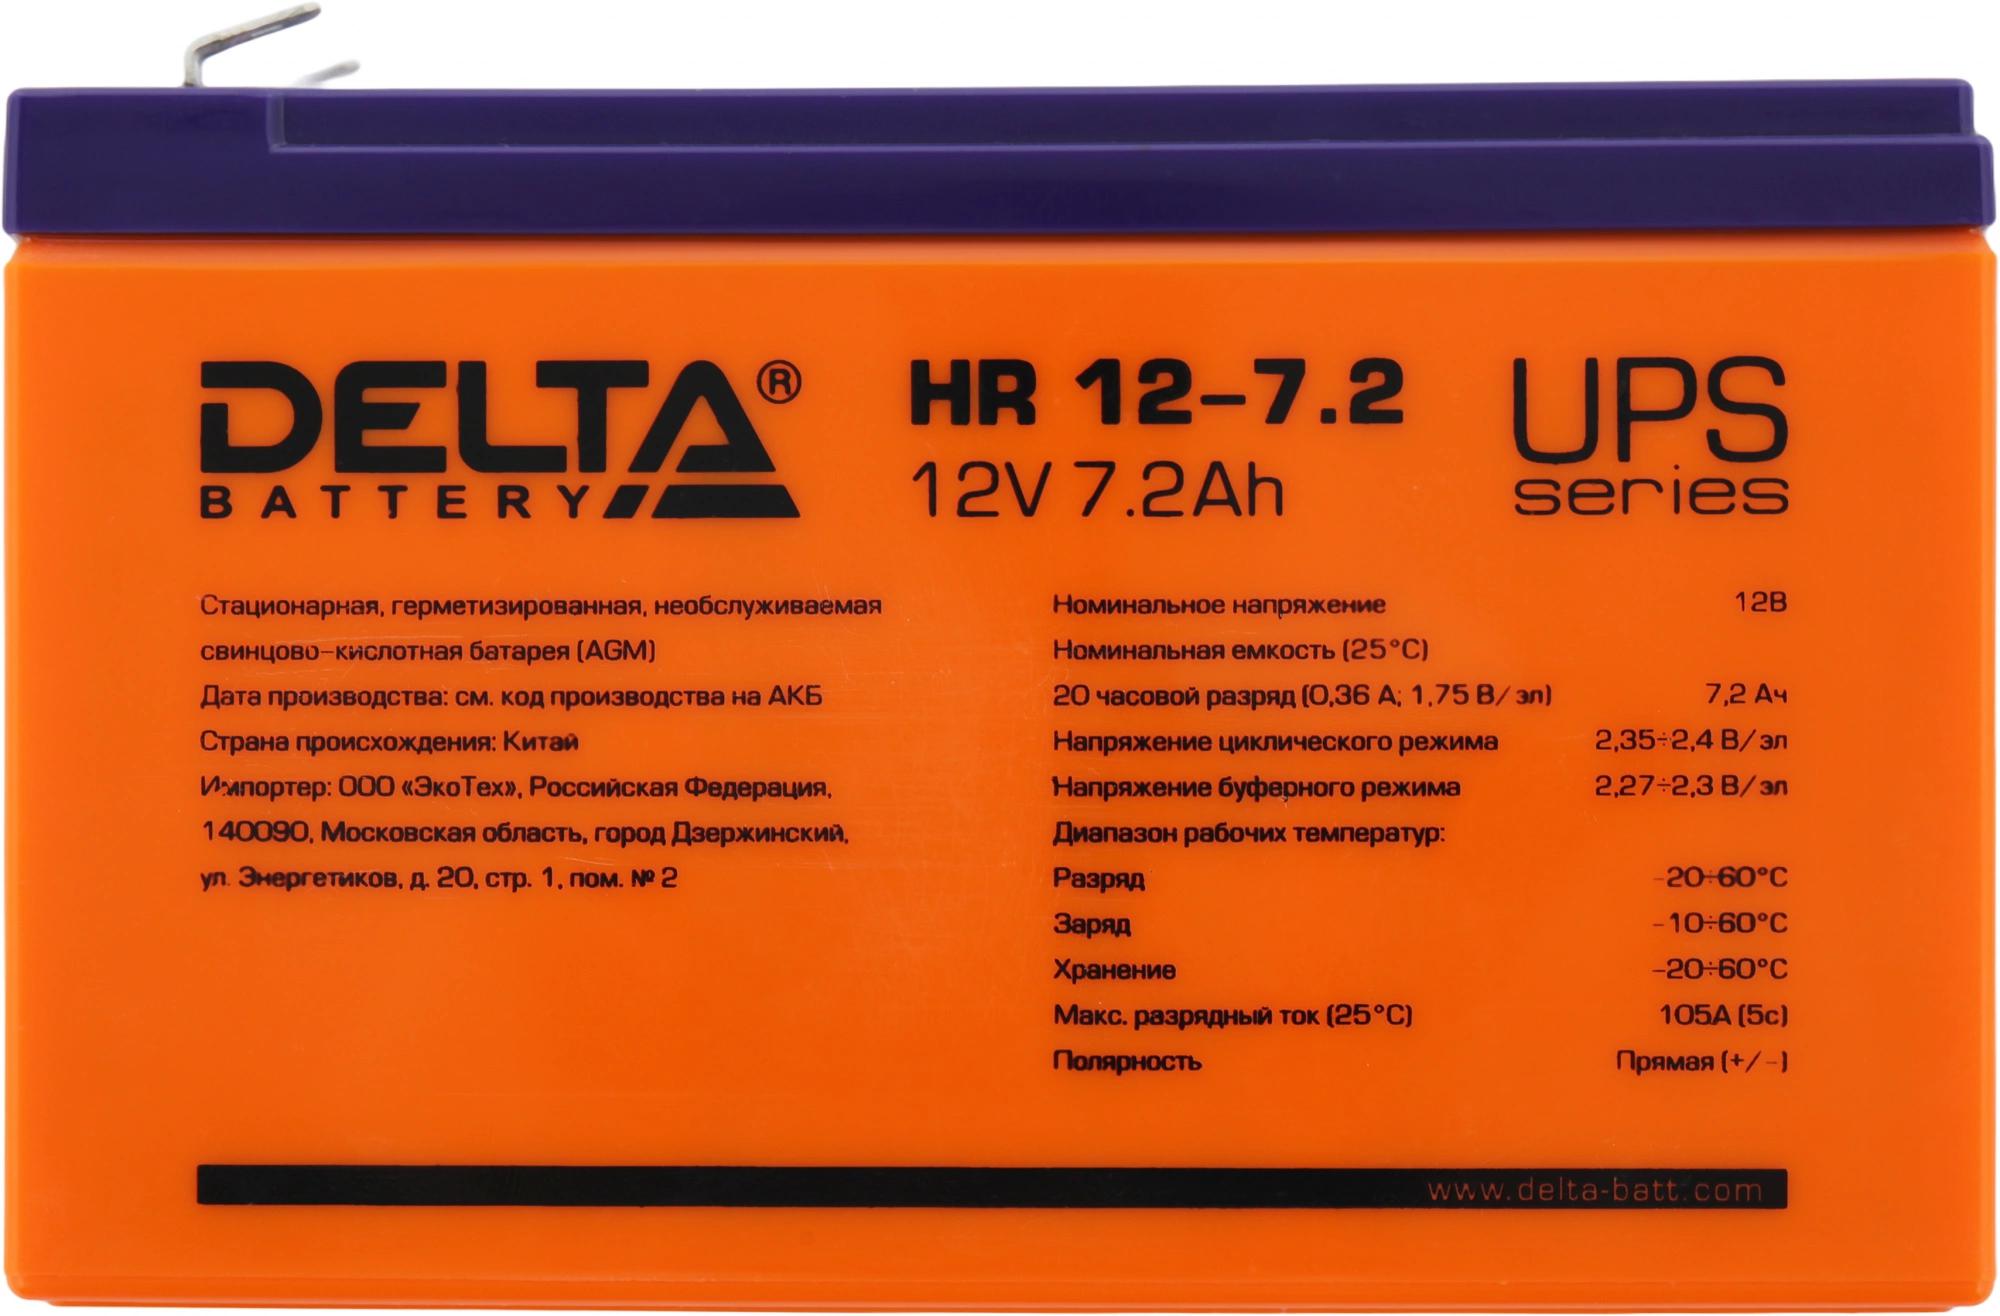 DELTA®
BATTERY
HR 12-7.2
12V 7.2Ah
UPS
series
Стационарная, герметизированная, необслуживаемая
свинцово-кислотная батарея (AGM)
Дата производства: см. код производства на АКБ
Страна происхождения: Китай
Импортер: ООО «ЭкоТех», Российская Федерация,
140090, Московская область, город Дзержинский,
ул. Энергетиков, д. 20, стр. 1, пом. № 2
Номинальное напряжение 12В
Номинальная емкость (25°C)
20 часовой разряд (0,36 А; 1,75 В/эл) 7,2 Ач
Напряжение циклического режима 2,35÷2,4 В/эл
Напряжение буферного режима 2,27÷2,3 В/эл
Диапазон рабочих температур:
Разряд -20÷60°C
Заряд -10÷60°C
Хранение -20÷60°C
Макс. разрядный ток (25°C) 105А (5с)
Полярность Прямая (+/-)
www.delta-batt.com